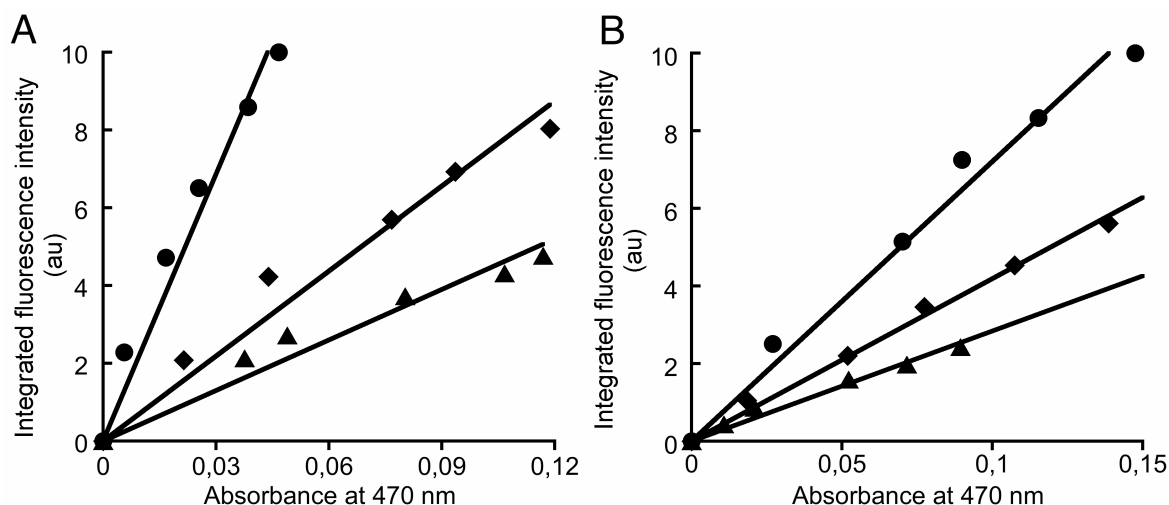 A
Integrated fluorescence intensity
(au)
10
8
6
4
2
0
0
0,03
0,06
0,09
0,12
Absorbance at 470 nm
B
Integrated fluorescence intensity
(au)
10
8
6
4
2
0
0
0,05
0,1
0,15
Absorbance at 470 nm